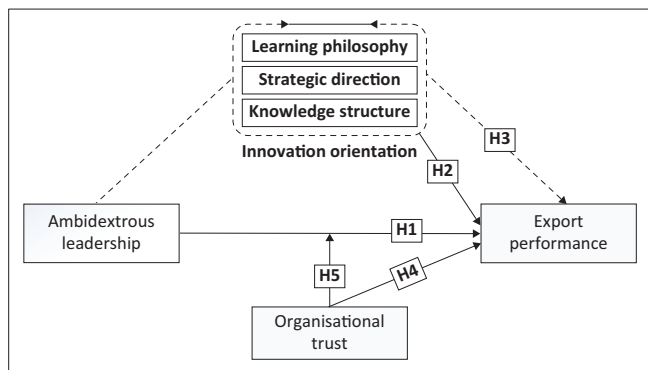 Learning philosophy
Strategic direction
Knowledge structure
Innovation orientation
H3
H2
Ambidextrous
leadership
H1
Export
performance
H5
H4
Organisational
trust